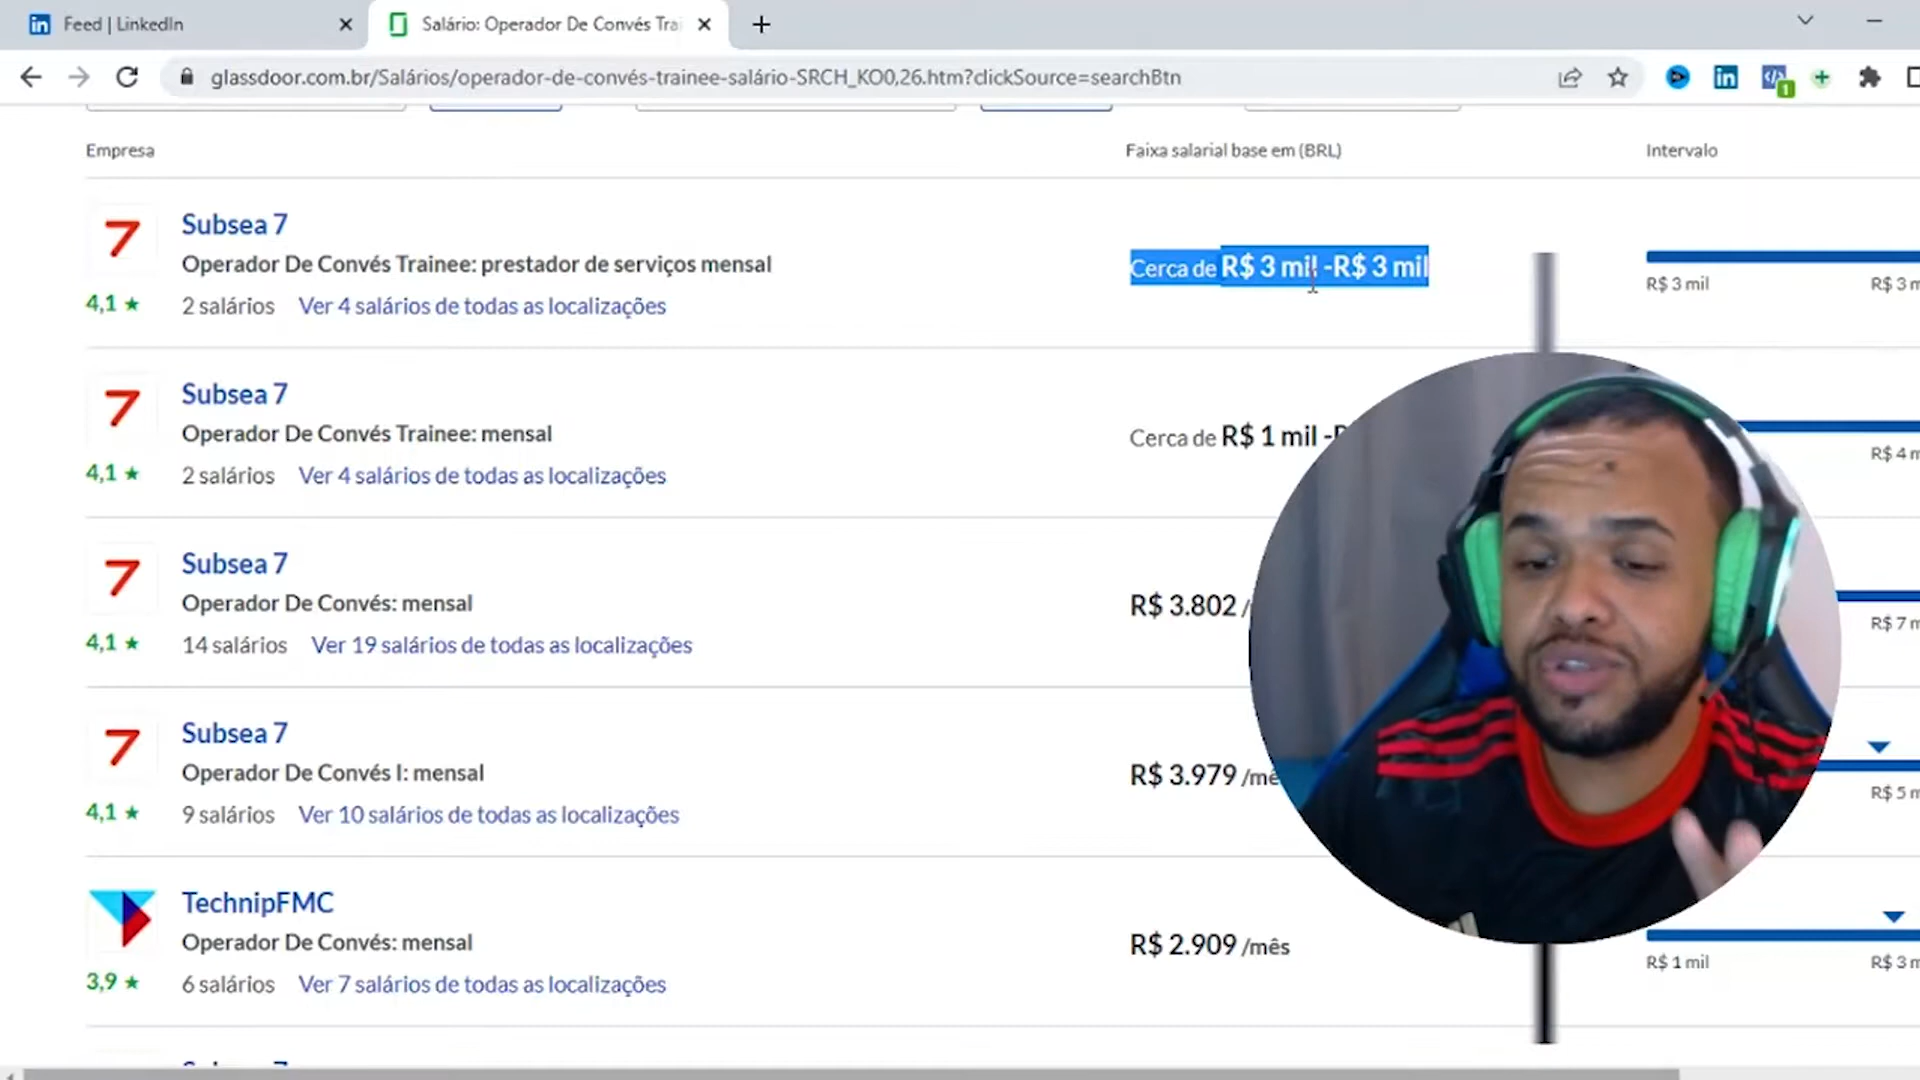 Feed | LinkedIn
Salário: Operador De Convés Tra
glassdoor.com.br/Salários/operador-de-convés-trainee-salário-SRCH_KO0,26.htm?clickSource=searchBtn
1
Empresa
Faixa salarial base em (BRL)
Intervalo
Subsea 7
Operador De Convés Trainee: prestador de serviços mensal
4,1 ★ 2 salários Ver 4 salários de todas as localizações
Cerca de R$ 3 mil -R$ 3 mil
R$ 3 mil R$ 3 m
Subsea 7
Operador De Convés Trainee: mensal
4,1 ★ 2 salários Ver 4 salários de todas as localizações
Cerca de R$ 1 mil -
R$ 4 m
Subsea 7
Operador De Convés: mensal
4,1 ★ 14 salários Ver 19 salários de todas as localizações
R$ 3.802 /
R$ 7 m
Subsea 7
Operador De Convés I: mensal
4,1 ★ 9 salários Ver 10 salários de todas as localizações
R$ 3.979 /mê
R$ 5 m
TechnipFMC
Operador De Convés: mensal
3,9 ★ 6 salários Ver 7 salários de todas as localizações
R$ 2.909 /mês
R$ 1 mil R$ 3 m